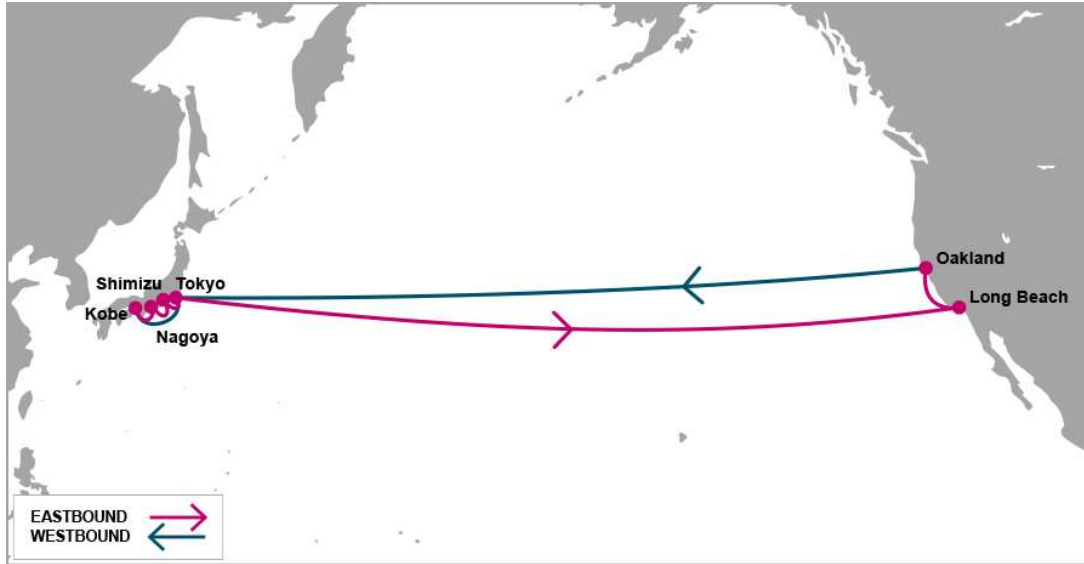 Oakland
Shimizu Tokyo
Long Beach
Kobe
Nagoya
EASTBOUND
WESTBOUND